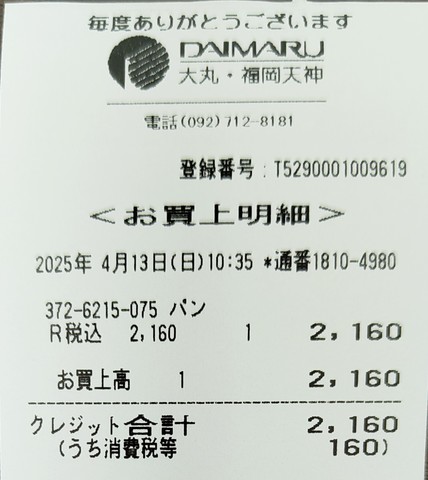 毎度ありがとうございます
DAIMARU
大丸・福岡天神
電話(092)712-8181
登録番号:T5290001009619
＜お買上明細＞
2025年 4月13日(日)10:35 *通番1810-4980
372-6215-075 パン
R税込 2,160 1 2,160
お買上高 1 2,160
クレジット合計 2,160
(うち消費税等 160)